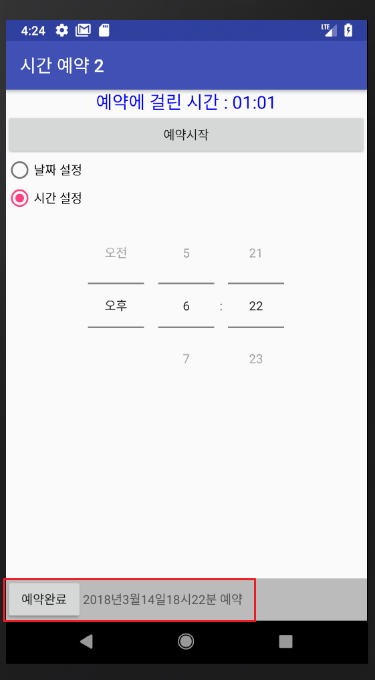 4:24 LTE
시간 예약 2
예약에 걸린 시간 : 01:01
예약시작
날짜 설정
시간 설정
오전 5 21
오후 6 : 22
7 23
예약완료 2018년3월14일18시22분 예약